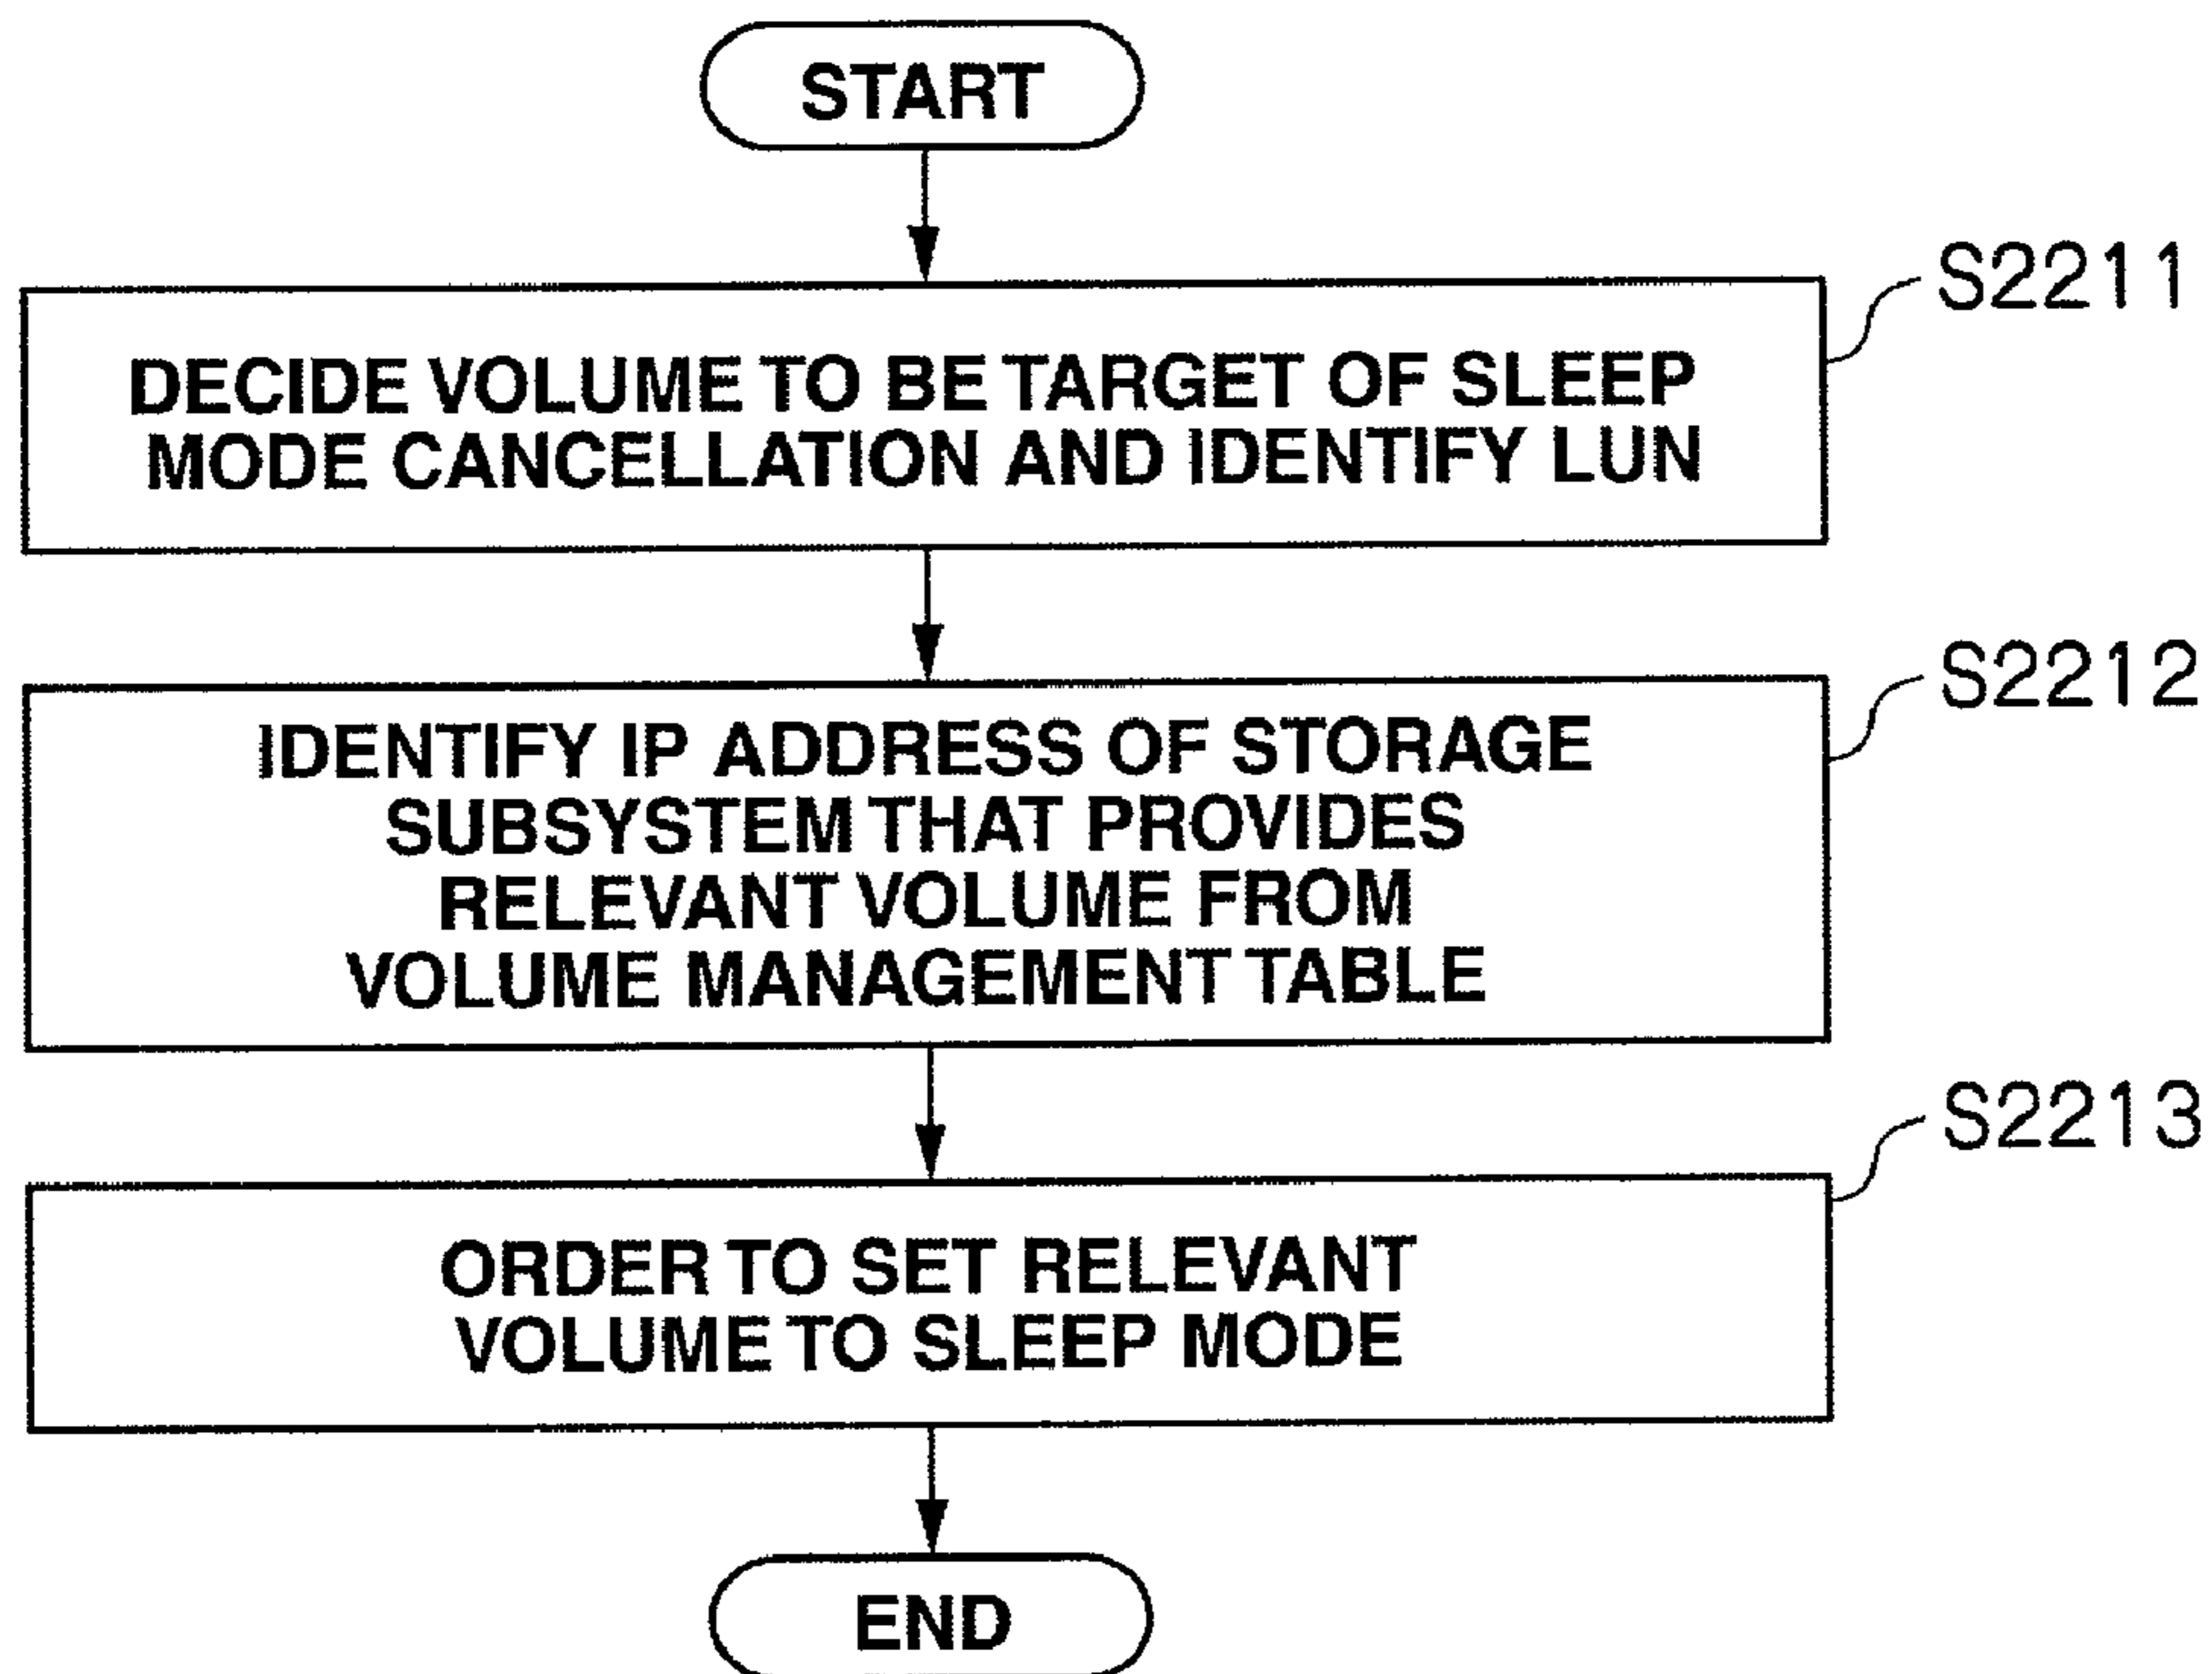 START
S2211
DECIDE VOLUME TO BE TARGET OF SLEEP
MODE CANCELLATION AND IDENTIFY LUN
S2212
IDENTIFY IP ADDRESS OF STORAGE
SUBSYSTEM THAT PROVIDES
RELEVANT VOLUME FROM
VOLUME MANAGEMENT TABLE
S2213
ORDER TO SET RELEVANT
VOLUME TO SLEEP MODE
END